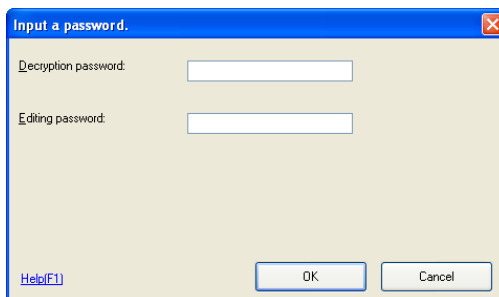 Input a password.
Decryption password:
Editing password:
Help(F1)
OK
Cancel